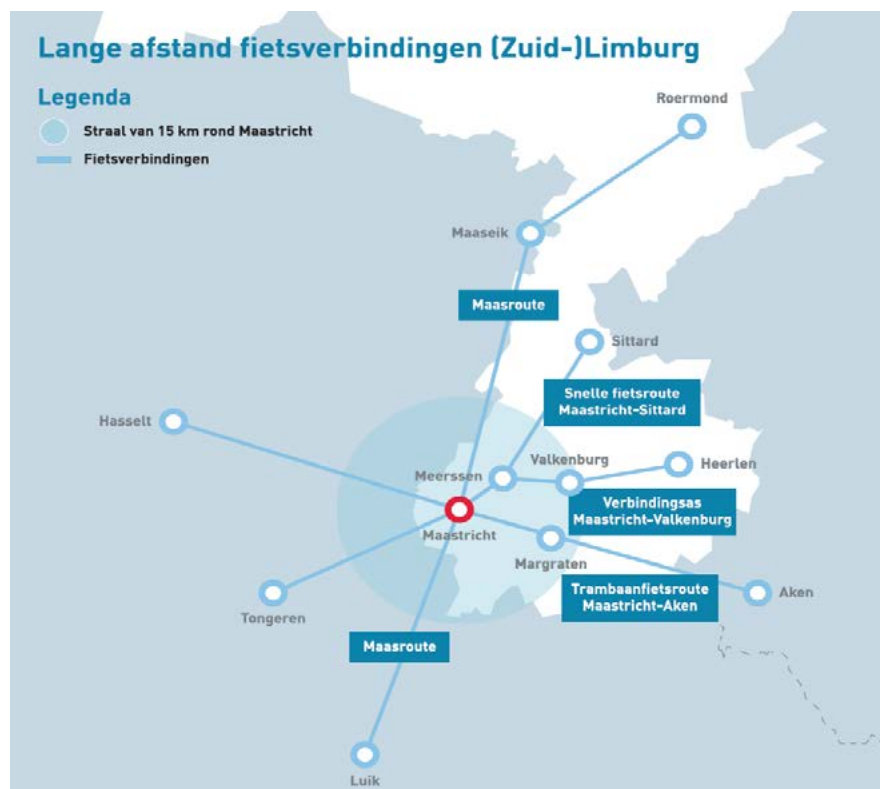 Lange afstand fietsverbindingen (Zuid-)Limburg
Legenda
Straal van 15 km rond Maastricht
Fietsverbindingen
Roermond
Maaseik
Maasroute
Sittard
Snelle fietsroute
Maastricht-Sittard
Hasselt
Valkenburg
Heerlen
Meerssen
Verbindingsas
Maastricht-Valkenburg
Maastricht
Margraten
Trambaanfietsroute
Maastricht-Aken
Aken
Tongeren
Maasroute
Luik